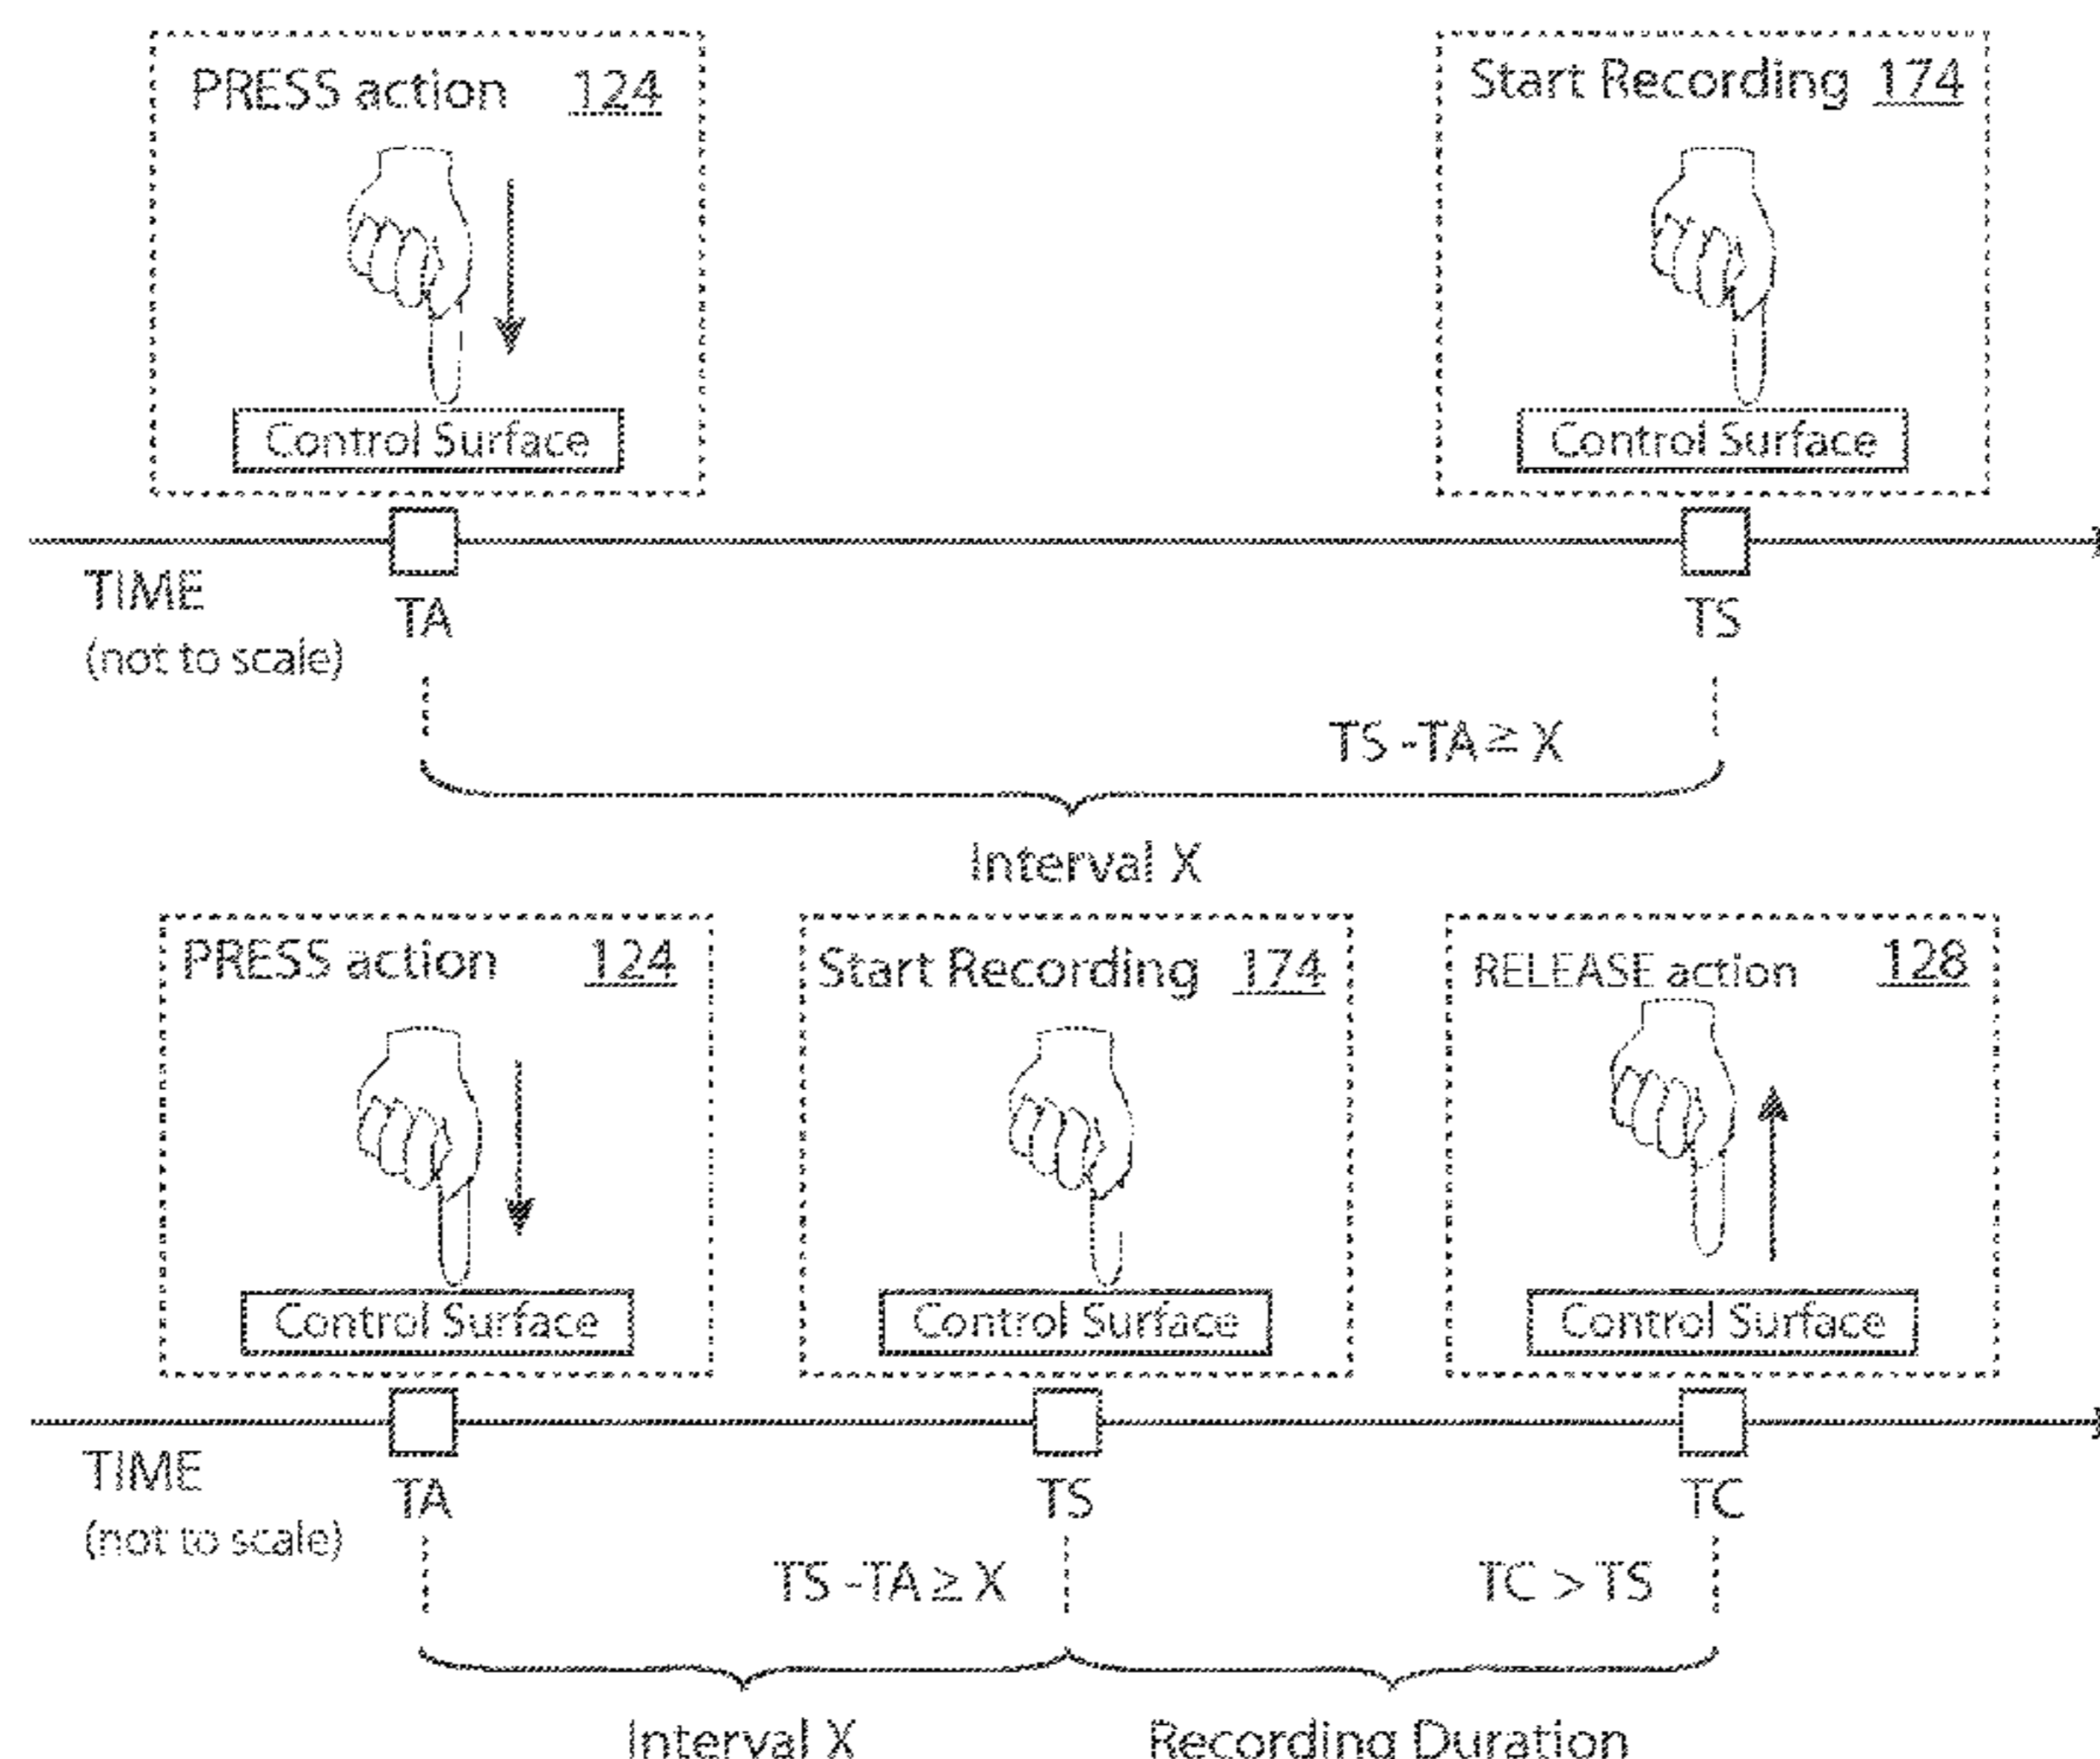 PRESS action 124
Control Surface
Start Recording 174
Control Surface
TIME
(not to scale)
TA
TS
TS -TA ≥ X
Interval X
PRESS action 124
Control Surface
Start Recording 174
Control Surface
RELEASE action 128
Control Surface
TIME
(not to scale)
TA
TS
TC
TS -TA ≥ X
TC > TS
Interval X
Recording Duration